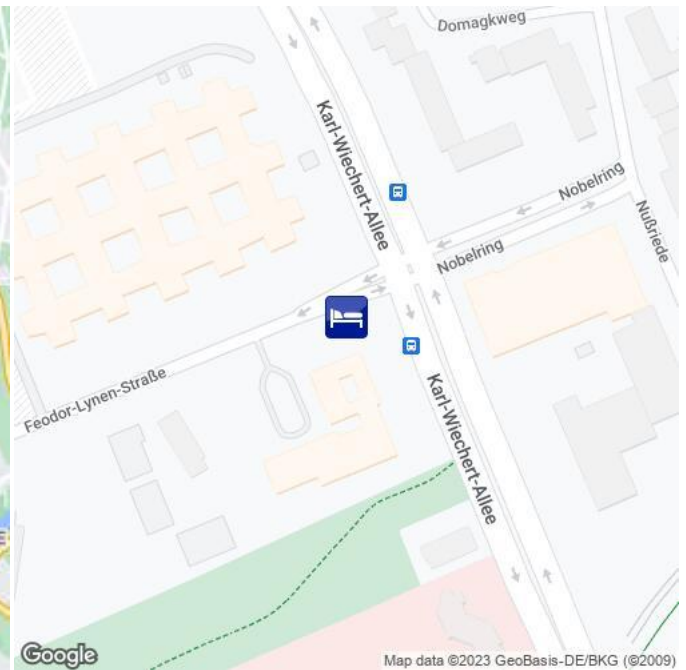 Domagkweg
Karl-Wiechert-Allee
Nobelring
Nobelring
Nußriede
Feodor-Lynen-Straße
Karl-Wiechert-Allee
Google
Map data ©2023 GeoBasis-DE/BKG (©2009)